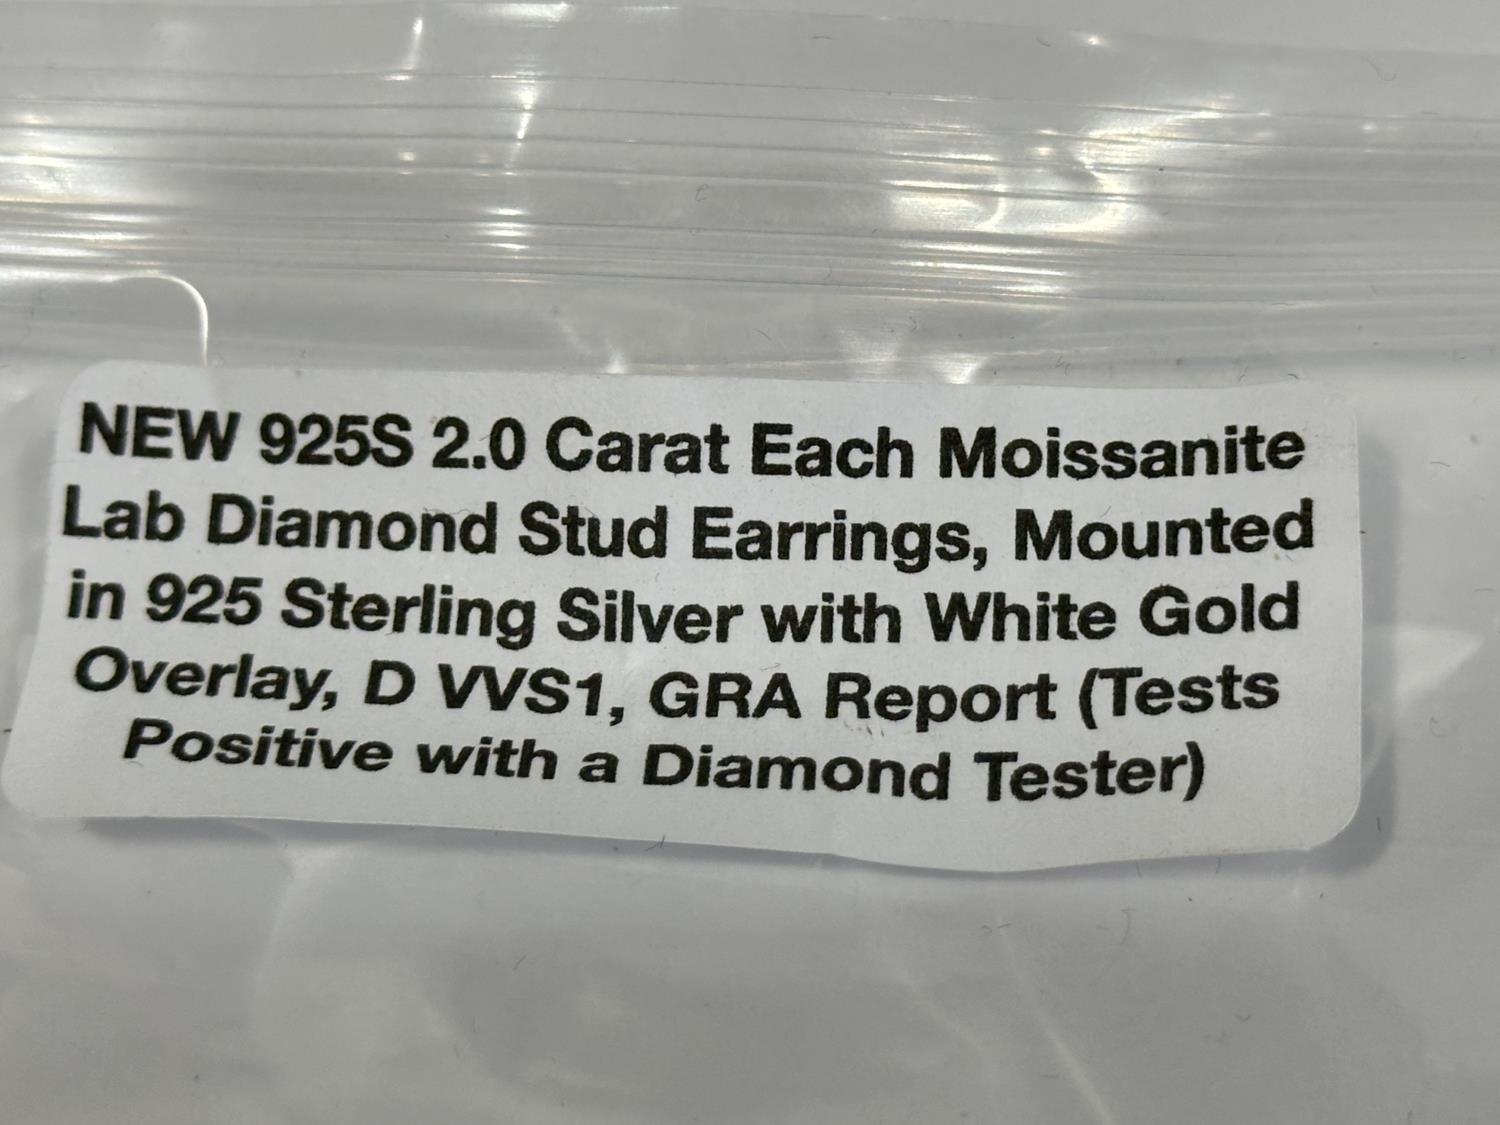 NEW 925S 2.0 Carat Each Moissanite
Lab Diamond Stud Earrings, Mounted
in 925 Sterling Silver with White Gold
Overlay, D VVS1, GRA Report (Tests
Positive with a Diamond Tester)